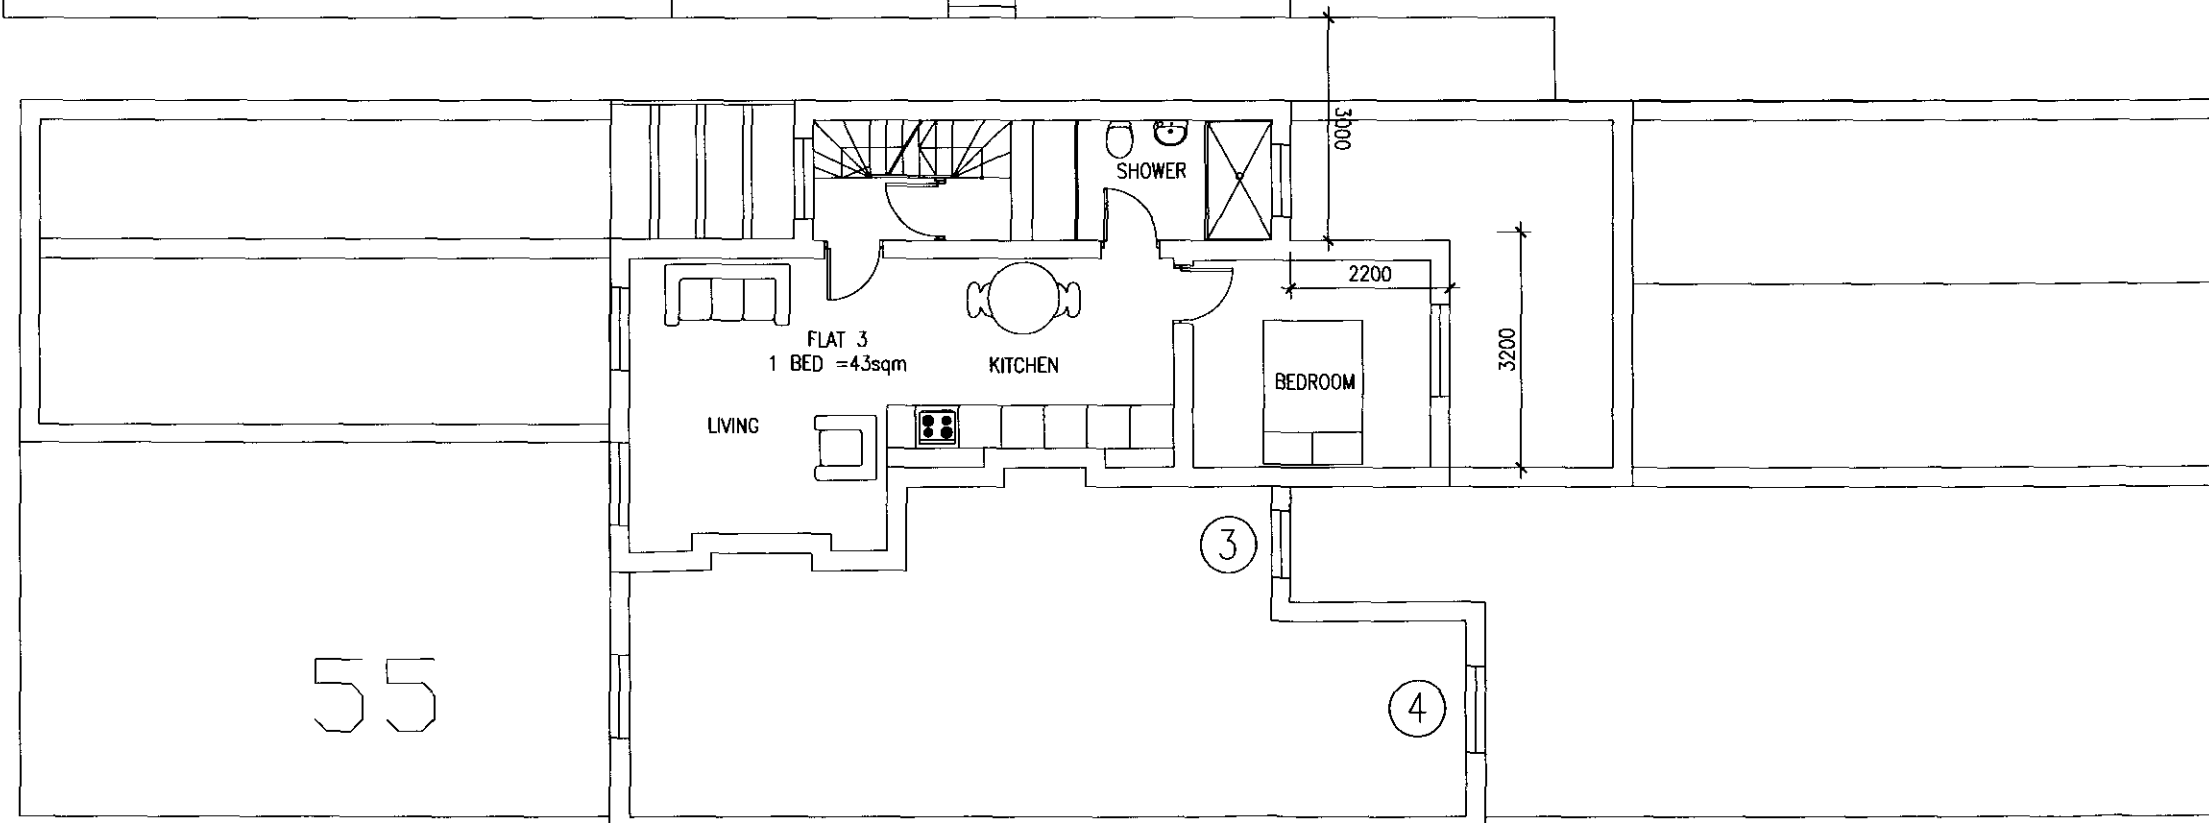 3000
SHOWER
2200
FLAT 3
1 BED =43sqm
KITCHEN
3200
BEDROOM
LIVING
3
55
4